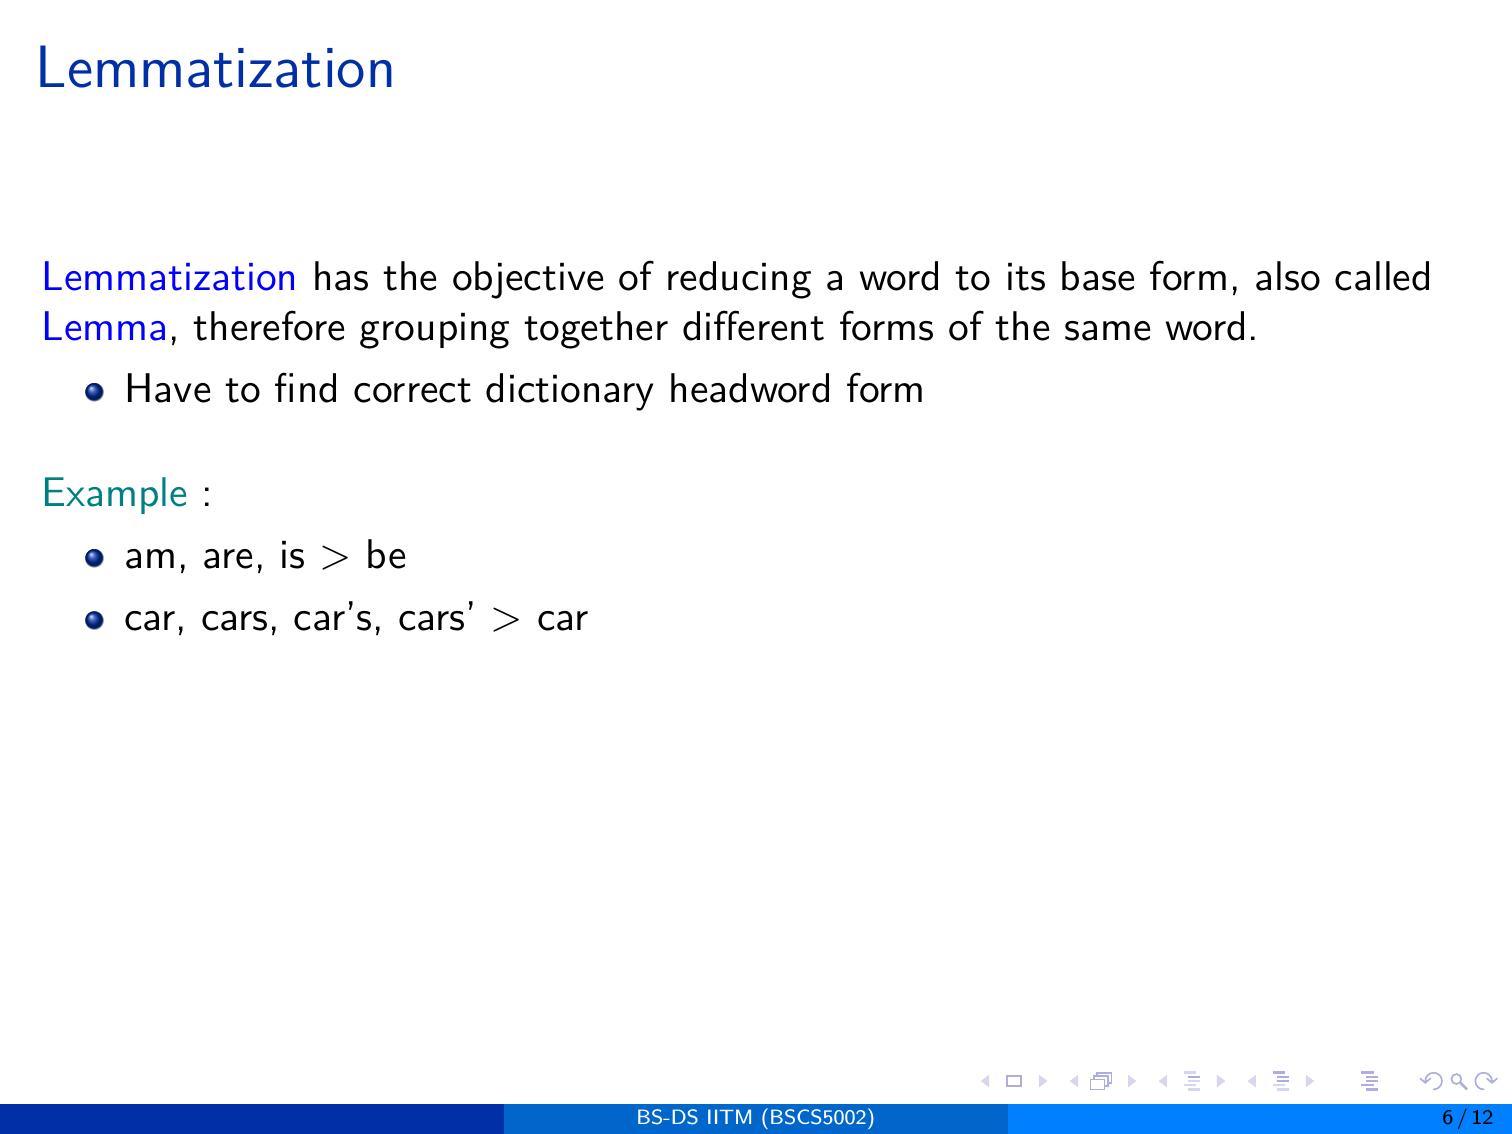 Lemmatization
Lemmatization has the objective of reducing a word to its base form, also called
Lemma, therefore grouping together different forms of the same word.
Have to find correct dictionary headword form
Example :
am, are, is > be
car, cars, car's, cars' > car
BS-DS IITM (BSCS5002)
6 / 12